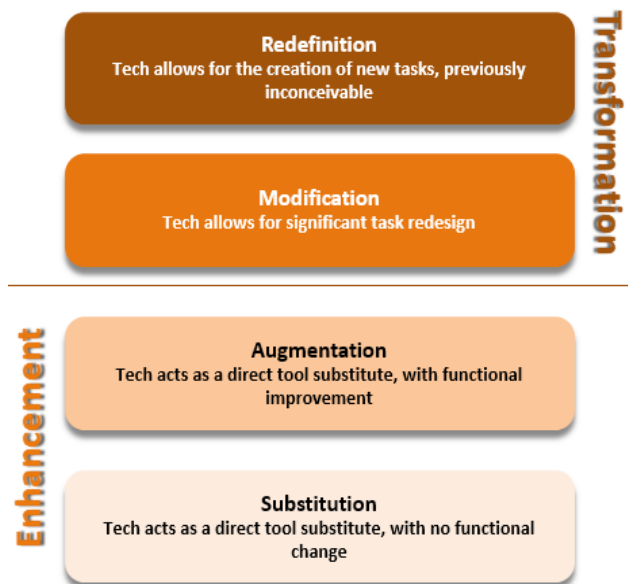 Redefinition
Tech allows for the creation of new tasks, previously
inconceivable
Transformation
Modification
Tech allows for significant task redesign
Enhancement
Augmentation
Tech acts as a direct tool substitute, with functional
improvement
Substitution
Tech acts as a direct tool substitute, with no functional
change